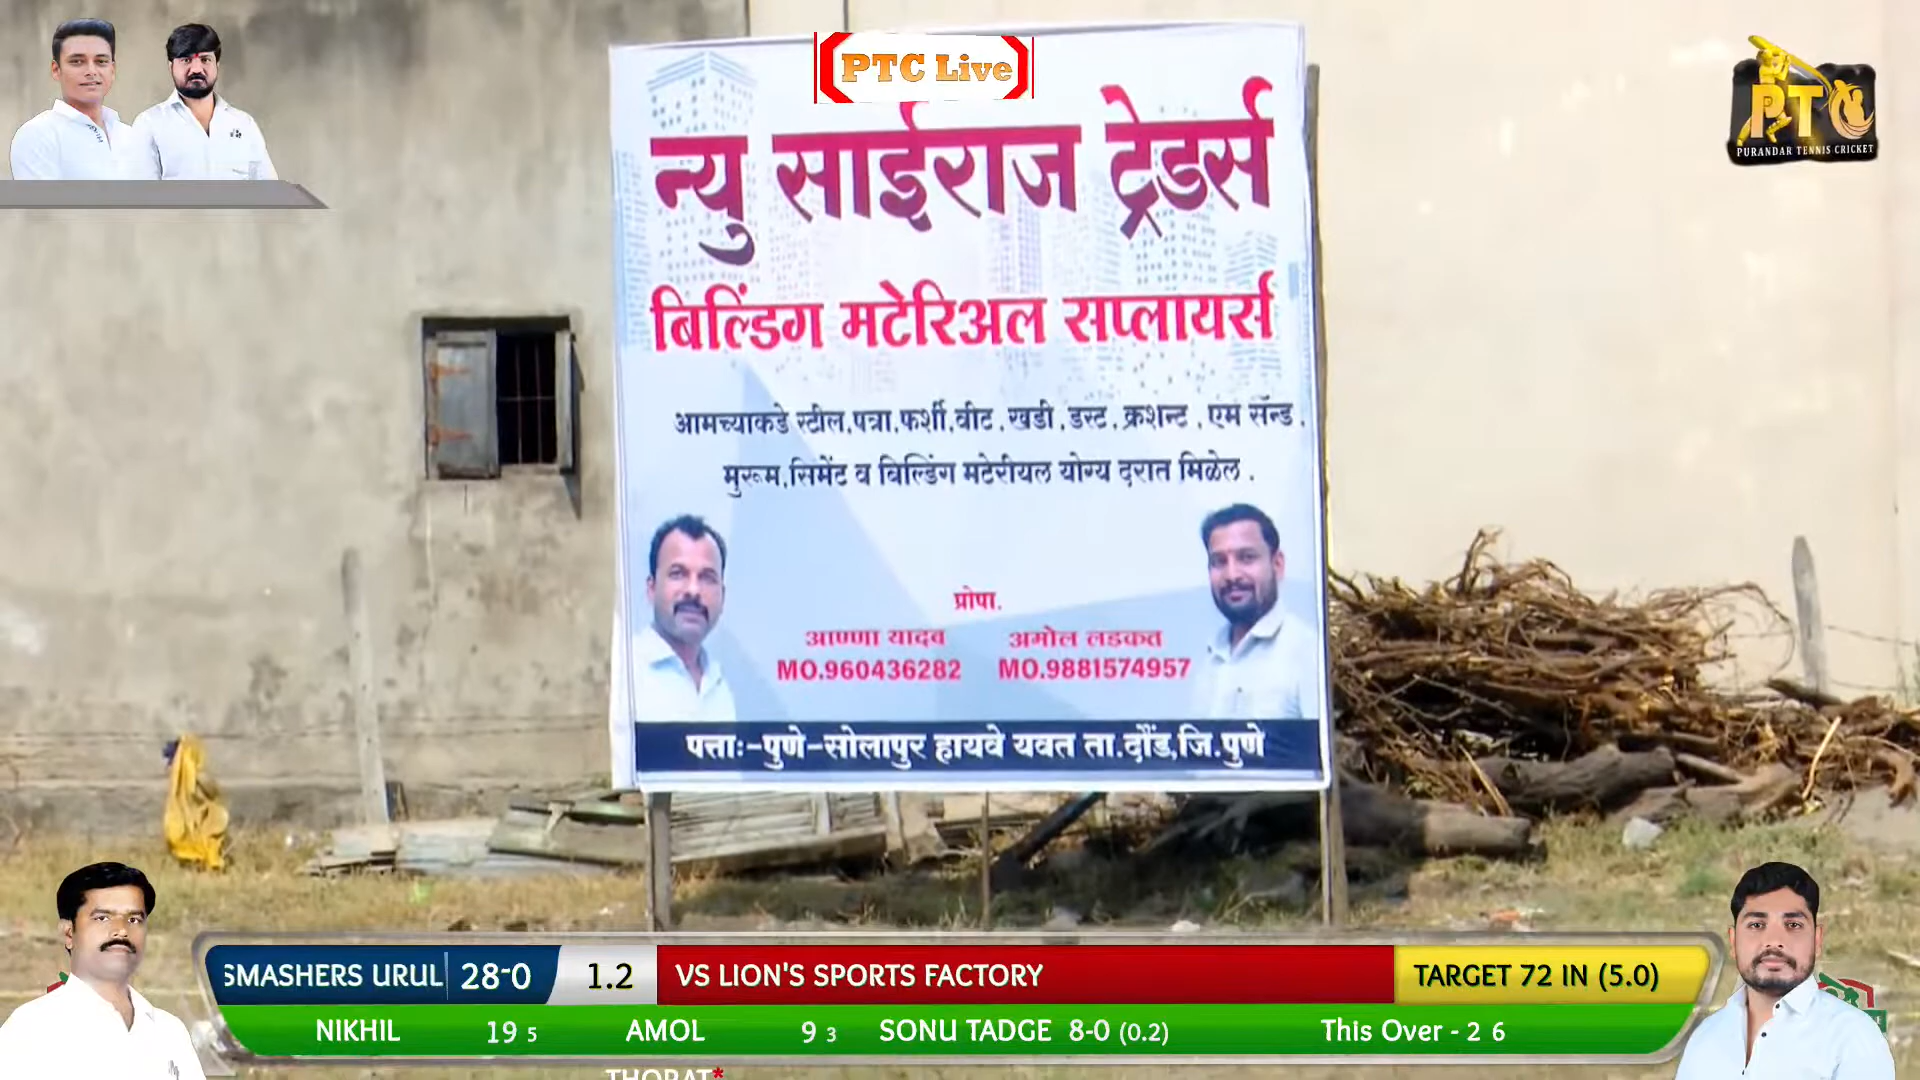 PTC Live
PTC
PURANDAR TENNIS CRICKET
न्यु साईराज ट्रेडर्स
बिल्डिंग मटेरिअल सप्लायर्स
आमच्याकडे स्टील,पत्रा,फर्शी,वीट,खडी,डस्ट,क्रशन्ट,एम सॅन्ड,
मुरूम,सिमेंट व बिल्डिंग मटेरीयल योग्य दरात मिळेल.
प्रोपा.
आण्णा यादव अमोल लडकत
MO.960436282 MO.9881574957
पत्ताः-पुणे-सोलापुर हायवे यवत ता.दौंड,जि.पुणे
SMASHERS URUL 28-0 1.2 VS LION'S SPORTS FACTORY TARGET 72 IN (5.0)
NIKHIL 19 5 AMOL 9 3 SONU TADGE 8-0 (0.2) This Over - 2 6
THORAT*